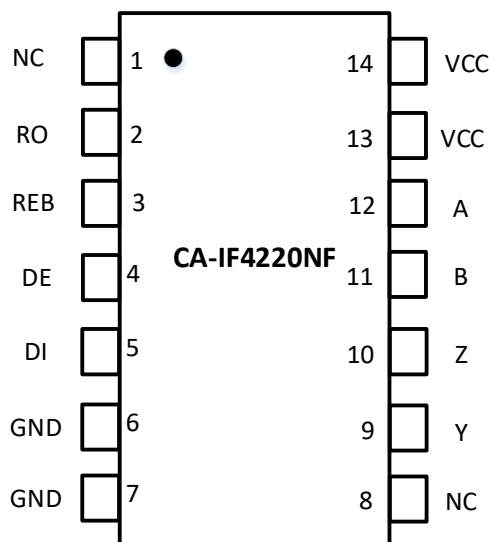 NC 1 14 VCC
RO 2 13 VCC
REB 3 12 A
CA-IF4220NF
DE 4 11 B
DI 5 10 Z
GND 6 9 Y
GND 7 8 NC